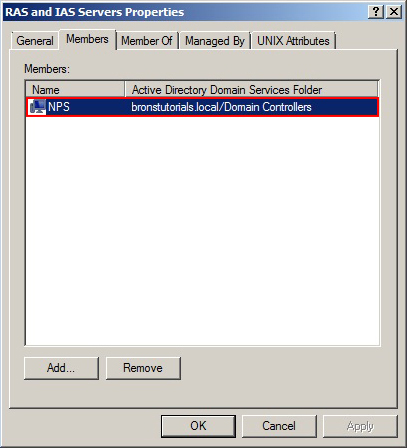 RAS and IAS Servers Properties
General Members Member Of Managed By UNIX Attributes
Members:
Name Active Directory Domain Services Folder
NPS bronstutorials.local/Domain Controllers
Add... Remove
OK Cancel Apply